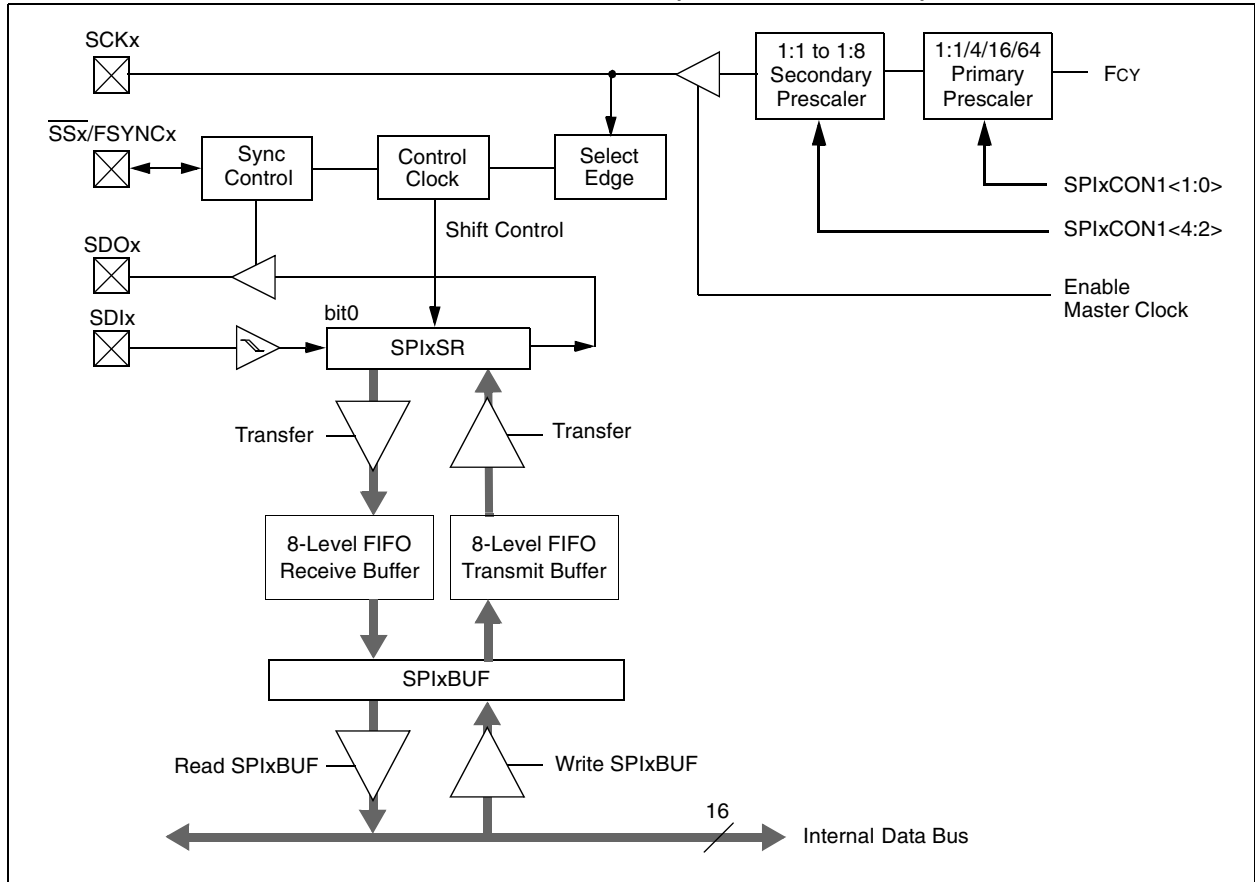 SCKx
1:1 to 1:8
Secondary
Prescaler
1:1/4/16/64
Primary
Prescaler
FCY
SSx/FSYNCx
Sync
Control
Control
Clock
Select
Edge
SPIxCON1<1:0>
SPIxCON1<4:2>
Shift Control
SDOx
Enable
Master Clock
SDIx
bit0
SPIxSR
Transfer
Transfer
8-Level FIFO
Receive Buffer
8-Level FIFO
Transmit Buffer
SPIxBUF
Read SPIxBUF
Write SPIxBUF
16
Internal Data Bus